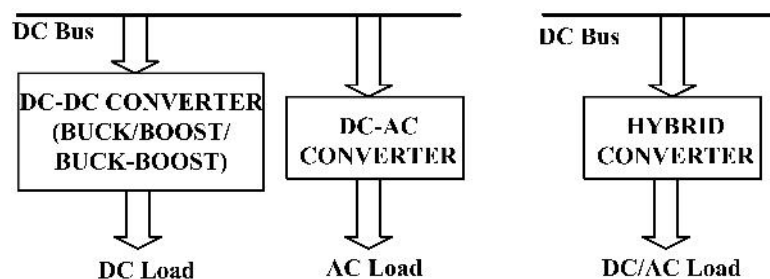 DC Bus
DC-DC CONVERTER
(BUCK/BOOST/
BUCK-BOOST)
DC Load
DC-AC
CONVERTER
AC Load
DC Bus
HYBRID
CONVERTER
DC/AC Load